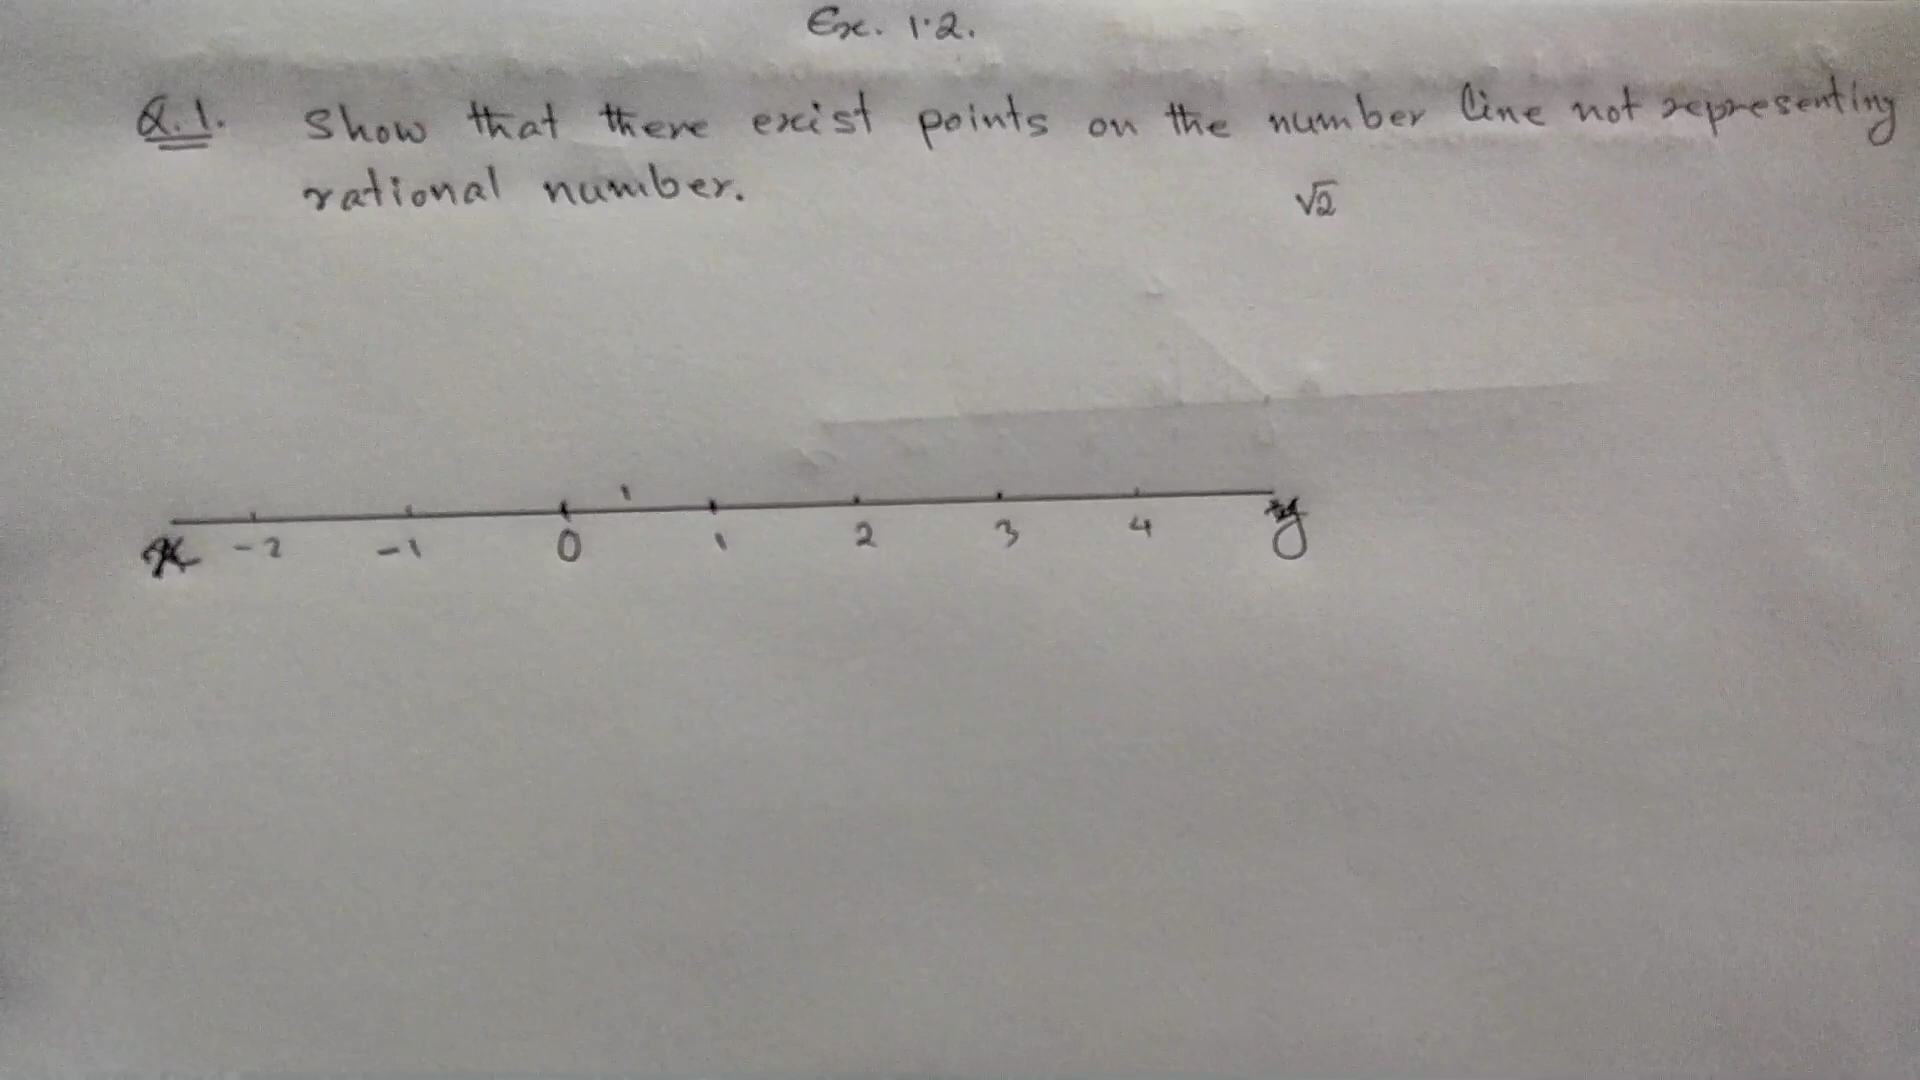 Ex. 1.2.
Q.1. Show that there exist points on the number line not representing
rational number.
√2
1
x -2 -1 0 1 2 3 4 y